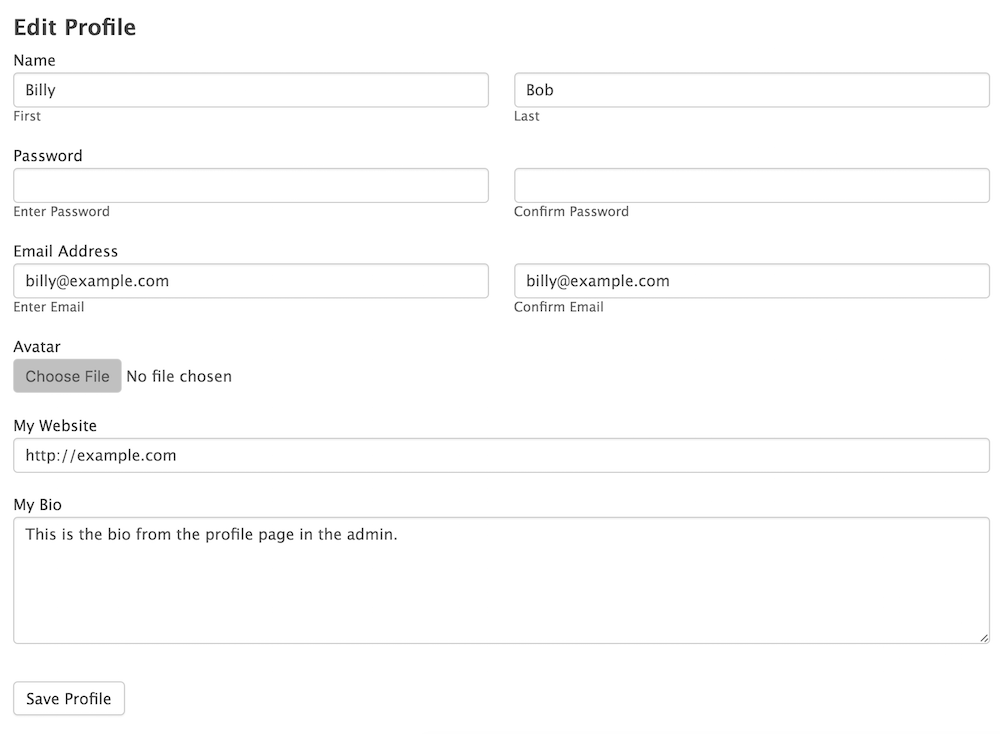 Edit Profile
Name
Billy Bob
First Last
Password
Enter Password Confirm Password
Email Address
billy@example.com billy@example.com
Enter Email Confirm Email
Avatar
Choose File No file chosen
My Website
http://example.com
My Bio
This is the bio from the profile page in the admin.
Save Profile